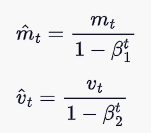 m̂_t = m_t / (1 − β_1^t)
v̂_t = v_t / (1 − β_2^t)